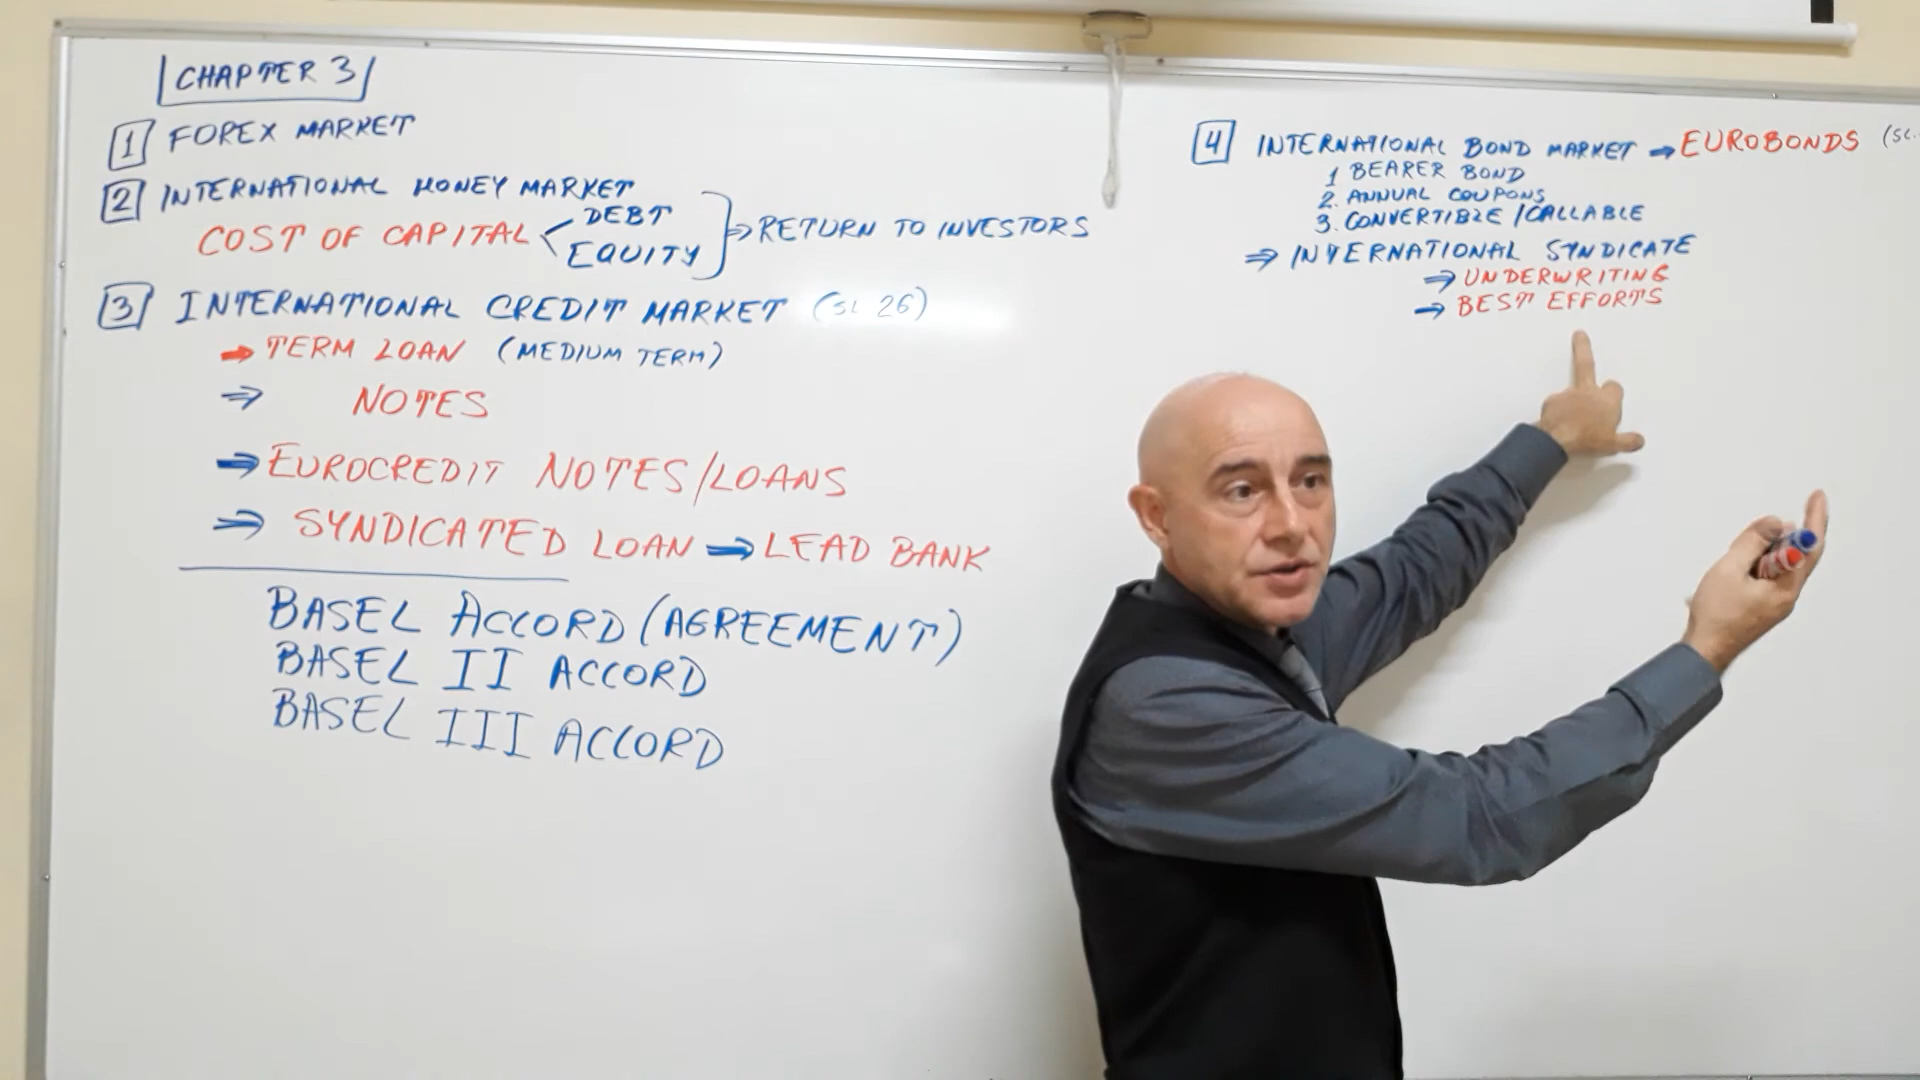 CHAPTER 3
1 FOREX MARKET
2 INTERNATIONAL MONEY MARKET
COST OF CAPITAL < DEBT
EQUITY
} → RETURN TO INVESTORS
3 INTERNATIONAL CREDIT MARKET (SL 26)
→ TERM LOAN (MEDIUM TERM)
⇒ NOTES
⇒ EUROCREDIT NOTES/LOANS
⇒ SYNDICATED LOAN → LEAD BANK
BASEL ACCORD (AGREEMENT)
BASEL II ACCORD
BASEL III ACCORD
4 INTERNATIONAL BOND MARKET → EUROBONDS (SL.
1 BEARER BOND
2. ANNUAL COUPONS
3. CONVERTIBLE/CALLABLE
⇒ INTERNATIONAL SYNDICATE
⇒ UNDERWRITING
⇒ BEST EFFORTS